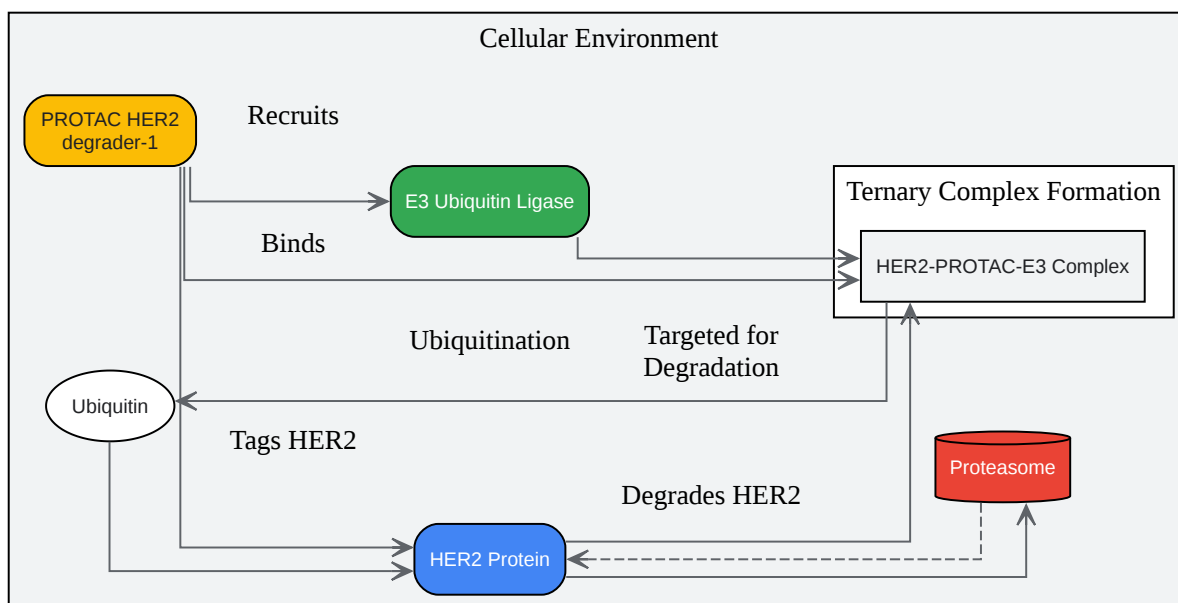 Cellular Environment
PROTAC HER2
degrader-1
Recruits
E3 Ubiquitin Ligase
Ternary Complex Formation
Binds
HER2-PROTAC-E3 Complex
Ubiquitination
Targeted for
Degradation
Ubiquitin
Tags HER2
Proteasome
Degrades HER2
HER2 Protein